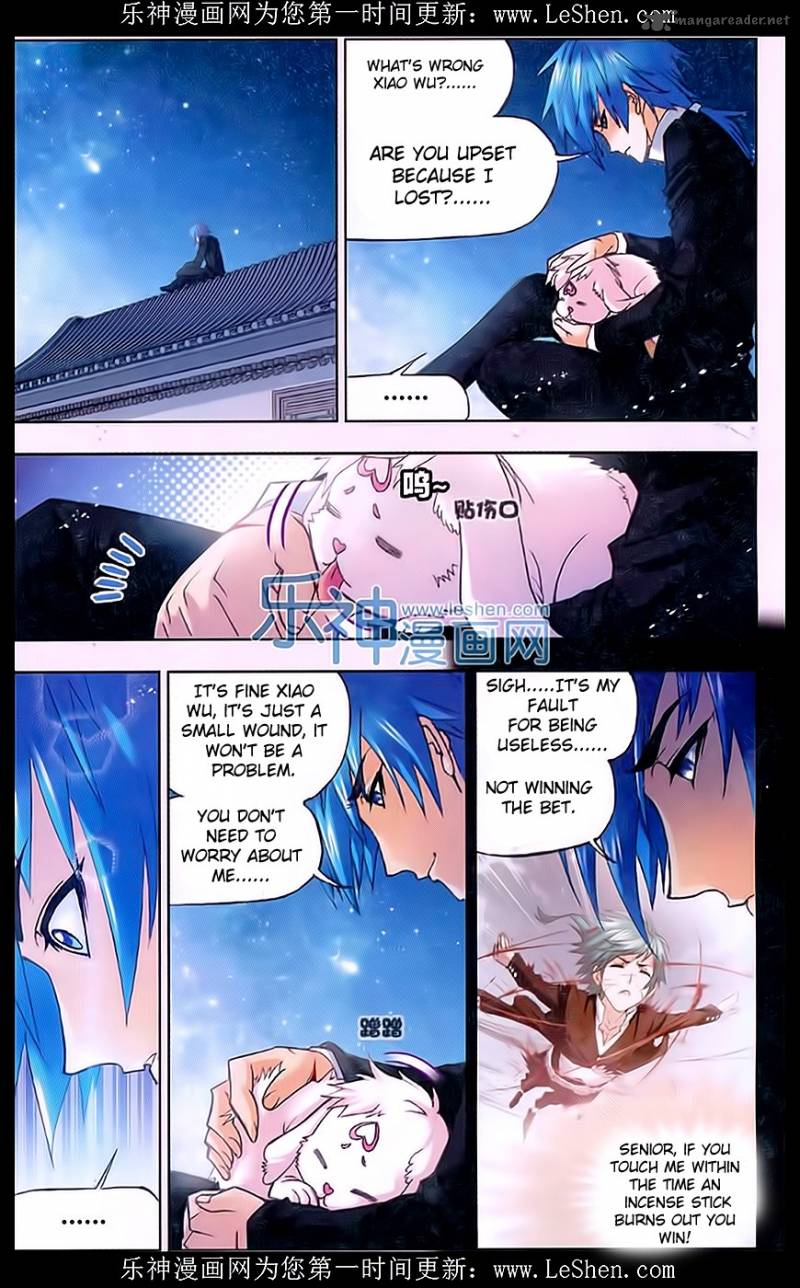 乐神漫画网为您第一时间更新：www.LeShen.com
mangareader.net
WHAT'S WRONG
XIAO WU?......
ARE YOU UPSET
BECAUSE I
LOST?......
......
呜~
贴伤口
www.leshen.com
乐神漫画网
IT'S FINE XIAO
WU, IT'S JUST A
SMALL WOUND, IT
WON'T BE A
PROBLEM.
YOU DON'T
NEED TO
WORRY ABOUT
ME......
SIGH.....IT'S MY
FAULT
FOR BEING
USELESS......
NOT WINNING
THE BET.
蹭蹭
......
SENIOR, IF YOU
TOUCH ME WITHIN
THE TIME AN
INCENSE STICK
BURNS OUT YOU
WIN!
乐神漫画网为您第一时间更新：www.LeShen.com